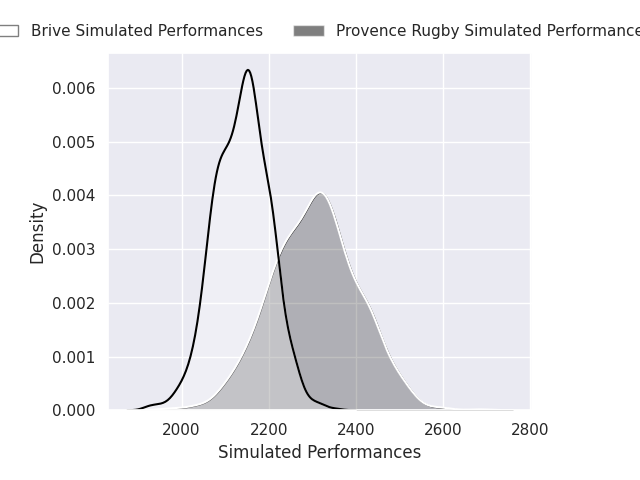 Brive Simulated Performances Provence Rugby Simulated Performance
0.006
0.005
0.004
0.003
0.002
0.001
0.000
Density
2000 2200 2400 2600 2800
Simulated Performances